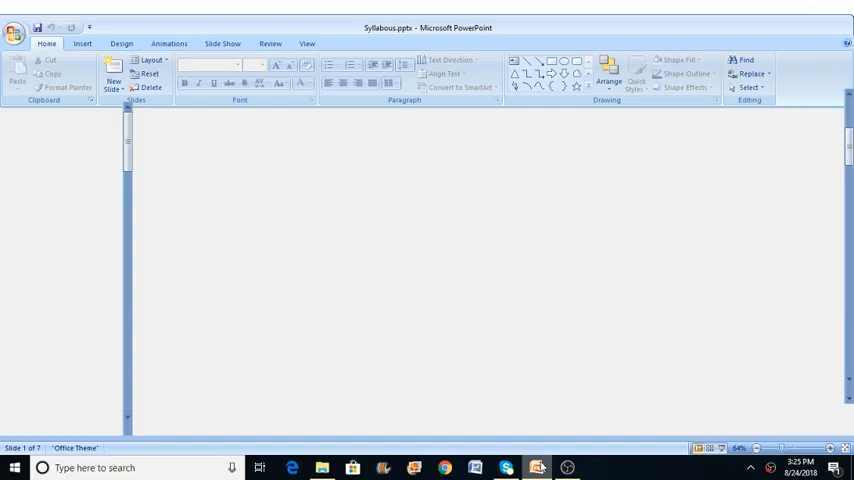 Syllabous.pptx - Microsoft PowerPoint
Home Insert Design Animations Slide Show Review View
Cut Layout Text Direction Shape Fill Find
Paste Copy New Slide Reset Align Text Arrange Quick Styles Shape Outline Replace
Format Painter Delete Convert to SmartArt Shape Effects Select
Clipboard Slides Font Paragraph Drawing Editing
Slide 1 of 7 "Office Theme" 64%
Type here to search 3:25 PM
8/24/2018